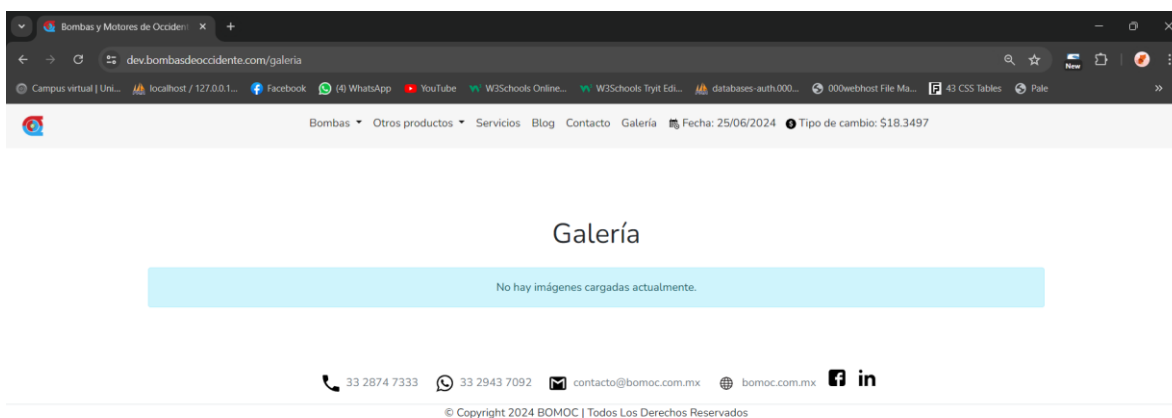 Bombas y Motores de Occident
dev.bombasdeoccidente.com/galeria
New
Campus virtual | Uni... localhost / 127.0.0.1... Facebook (4) WhatsApp YouTube W3Schools Online... W3Schools Tryit Edi... databases-auth.000... 000webhost File Ma... 43 CSS Tables Pale
Bombas Otros productos Servicios Blog Contacto Galería Fecha: 25/06/2024 Tipo de cambio: $18.3497
Galería
No hay imágenes cargadas actualmente.
33 2874 7333 33 2943 7092 contacto@bomoc.com.mx bomoc.com.mx
© Copyright 2024 BOMOC | Todos Los Derechos Reservados